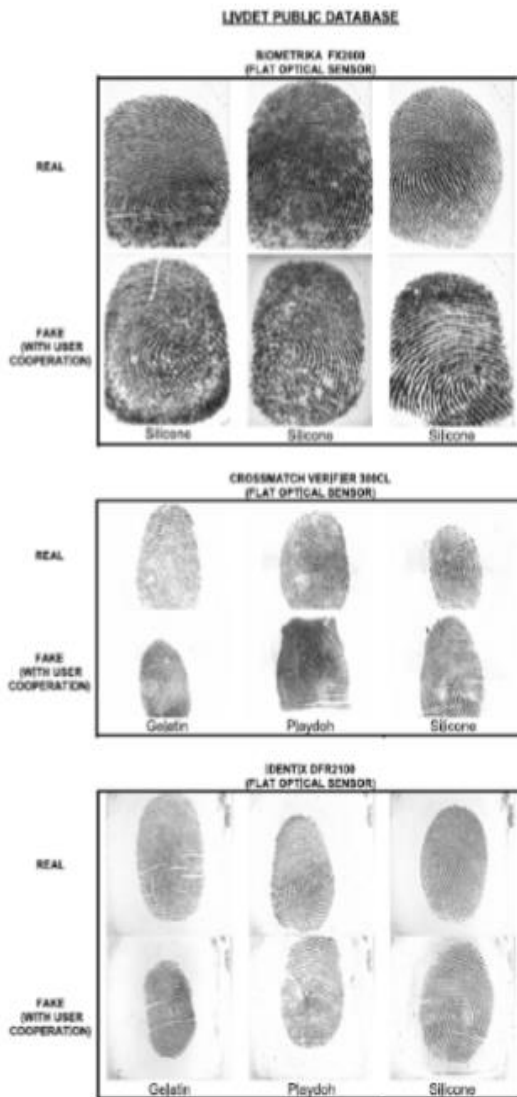 LIVDET PUBLIC DATABASE
BIOMETRIKA FX2000
(FLAT OPTICAL SENSOR)
REAL
FAKE
(WITH USER
COOPERATION)
Silicone Silicone Silicone
CROSSMATCH VERIFIER 300CL
(FLAT OPTICAL SENSOR)
REAL
FAKE
(WITH USER
COOPERATION)
Gelatin Playdoh Silicone
IDENTIX DFR2100
(FLAT OPTICAL SENSOR)
REAL
FAKE
(WITH USER
COOPERATION)
Gelatin Playdoh Silicone